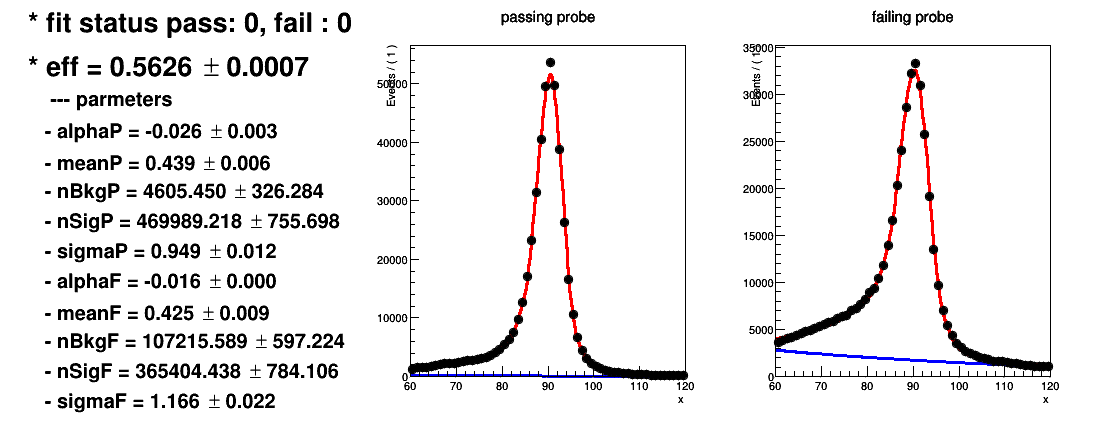 * fit status pass: 0, fail : 0
* eff = 0.5626 ± 0.0007
--- parmeters
- alphaP = -0.026 ± 0.003
- meanP = 0.439 ± 0.006
- nBkgP = 4605.450 ± 326.284
- nSigP = 469989.218 ± 755.698
- sigmaP = 0.949 ± 0.012
- alphaF = -0.016 ± 0.000
- meanF = 0.425 ± 0.009
- nBkgF = 107215.589 ± 597.224
- nSigF = 365404.438 ± 784.106
- sigmaF = 1.166 ± 0.022
passing probe
Events / ( 1 )
50000
40000
30000
20000
10000
0
60 70 80 90 100 110 120
x
failing probe
Events / ( 1 )
35000
30000
25000
20000
15000
10000
5000
0
60 70 80 90 100 110 120
x